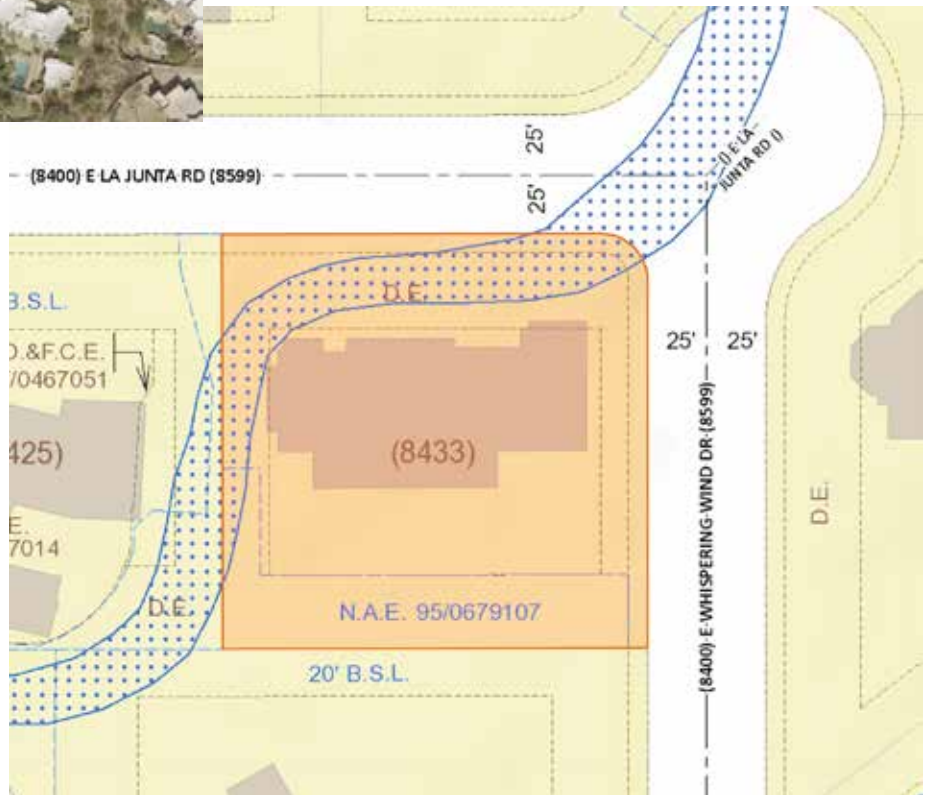 25'
(8400) E LA JUNTA RD (8599)
25'
() E LA
JUNTA RD ()
D.E.
B.S.L.
D.&F.C.E.
/0467051
25' 25'
(8400) E WHISPERING WIND DR (8599)
425)
(8433)
D.E.
E.
7014
D.E.
N.A.E. 95/0679107
20' B.S.L.